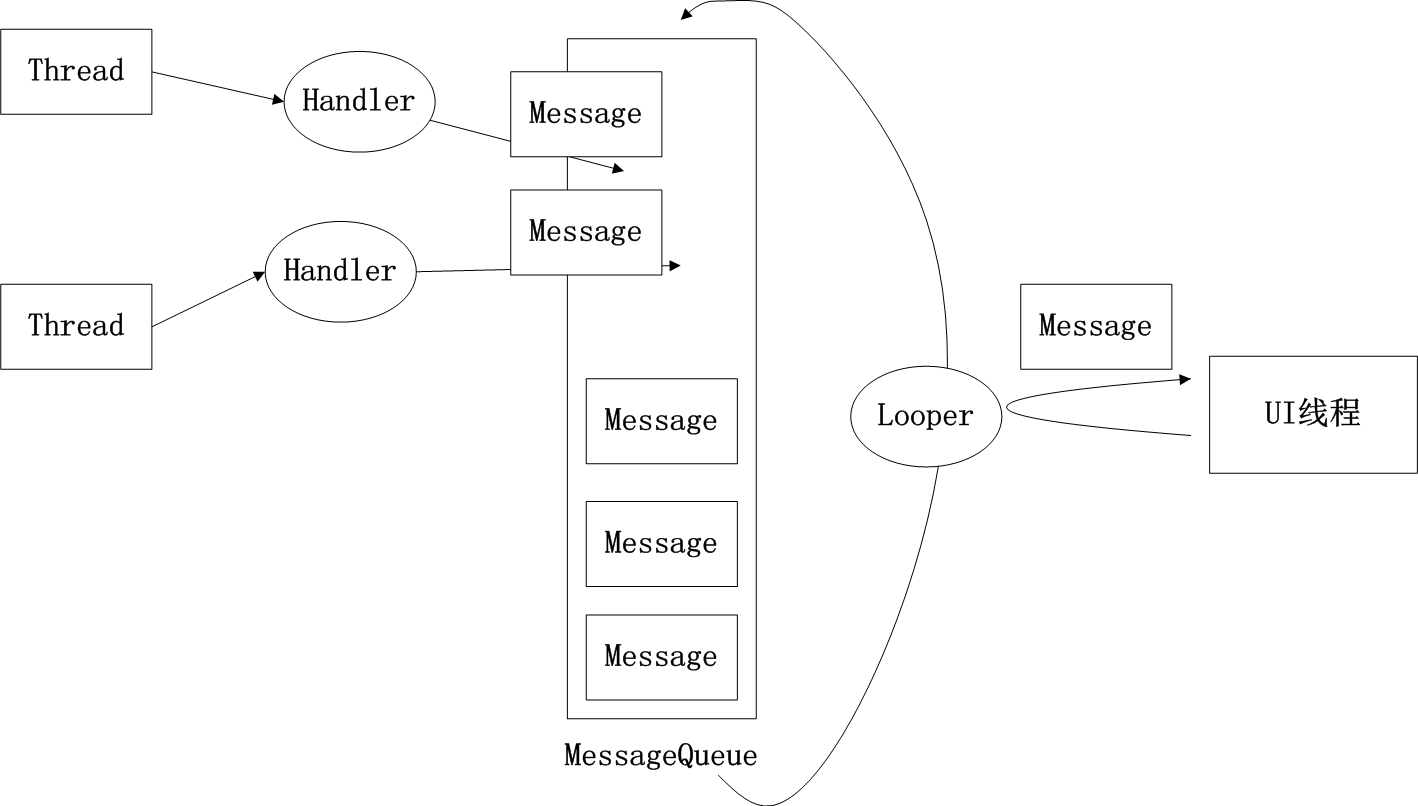 Thread
Handler
Message
Message
Handler
Thread
Message
Message
Message
MessageQueue
Looper
Message
UI线程